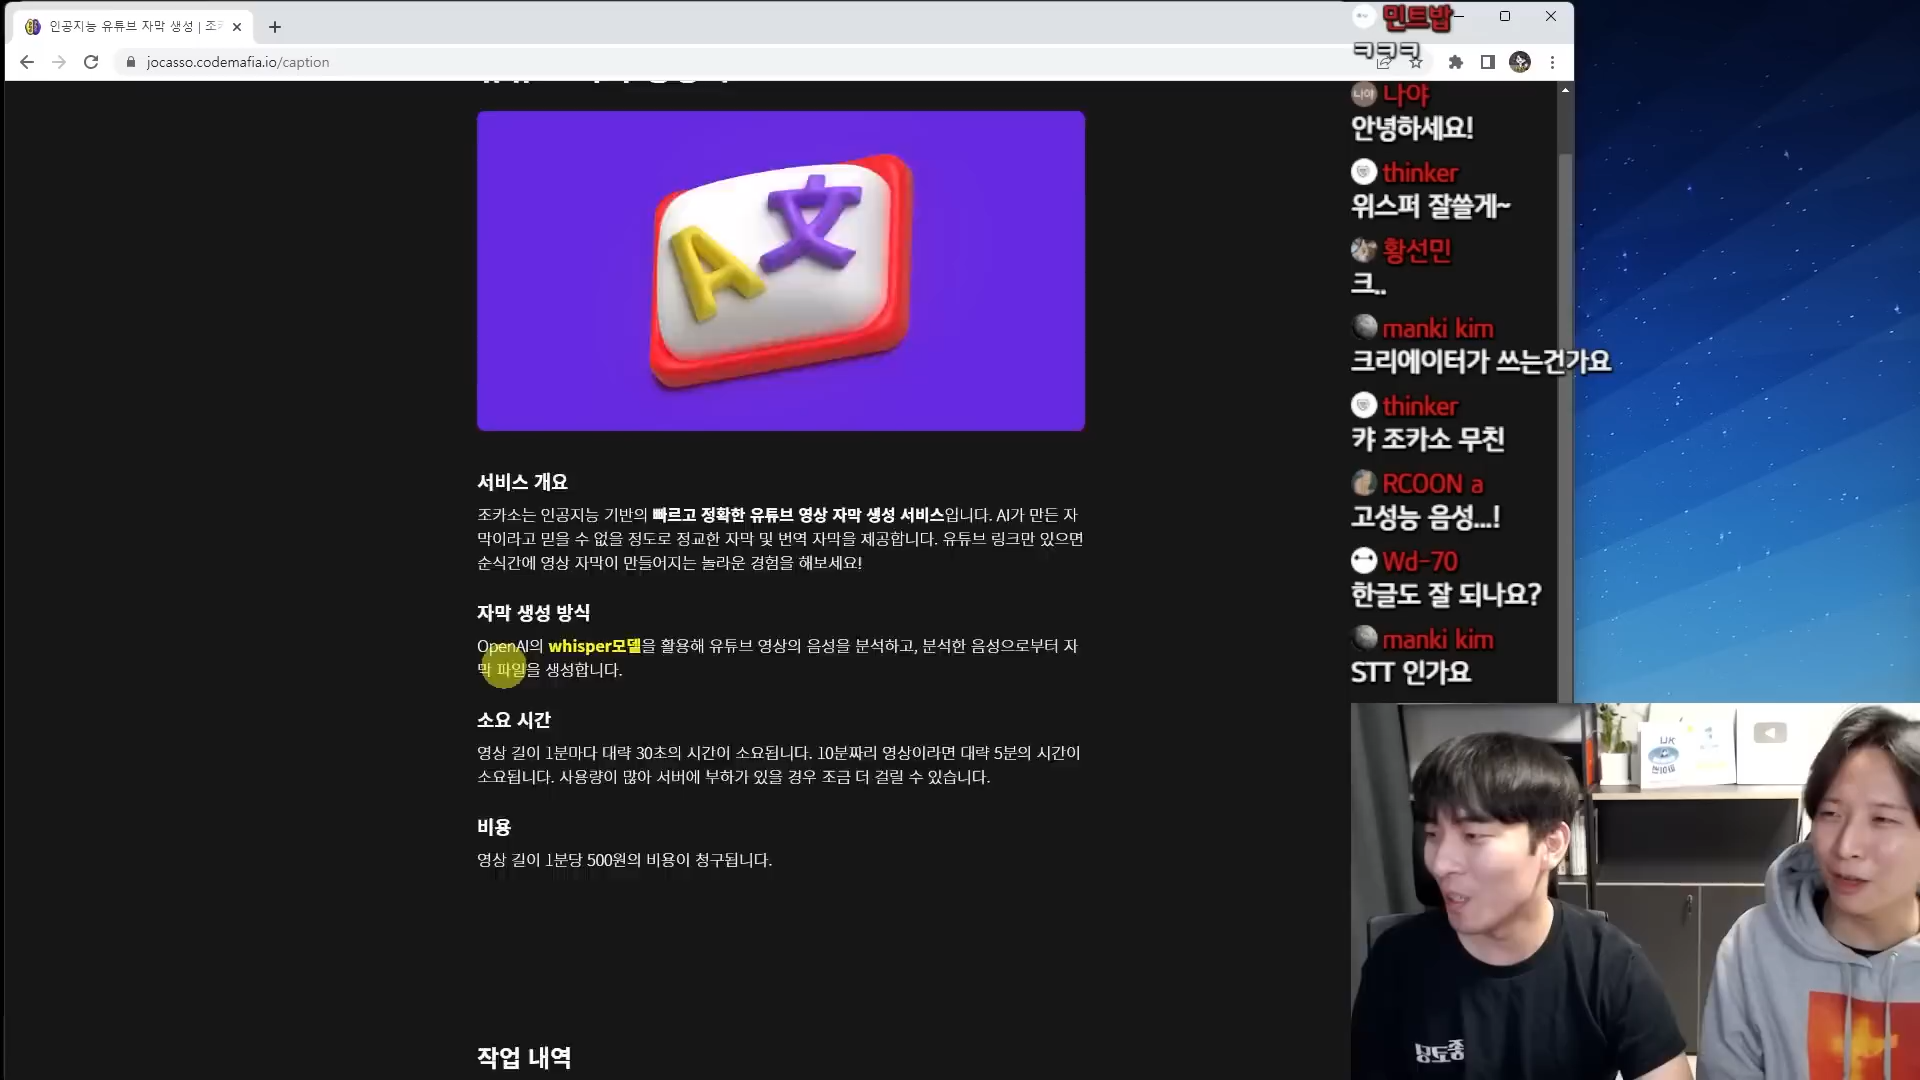 인공지능 유튜브 자막 생성 | 조카
jocasso.codemafia.io/caption
A 文
서비스 개요
조카소는 인공지능 기반의 빠르고 정확한 유튜브 영상 자막 생성 서비스입니다. AI가 만든 자
막이라고 믿을 수 없을 정도로 정교한 자막 및 번역 자막을 제공합니다. 유튜브 링크만 있으면
순식간에 영상 자막이 만들어지는 놀라운 경험을 해보세요!
자막 생성 방식
OpenAI의 whisper모델을 활용해 유튜브 영상의 음성을 분석하고, 분석한 음성으로부터 자
막 파일을 생성합니다.
소요 시간
영상 길이 1분마다 대략 30초의 시간이 소요됩니다. 10분짜리 영상이라면 대략 5분의 시간이
소요됩니다. 사용량이 많아 서버에 부하가 있을 경우 조금 더 걸릴 수 있습니다.
비용
영상 길이 1분당 500원의 비용이 청구됩니다.
작업 내역
민트밥
ㅋㅋㅋ
나야 나야
안녕하세요!
thinker
위스퍼 잘쓸게~
황선민
크..
manki kim
크리에이터가 쓰는건가요
thinker
캬 조카소 무친
RCOON a
고성능 음성...!
Wd-70
한글도 잘 되나요?
manki kim
STT 인가요